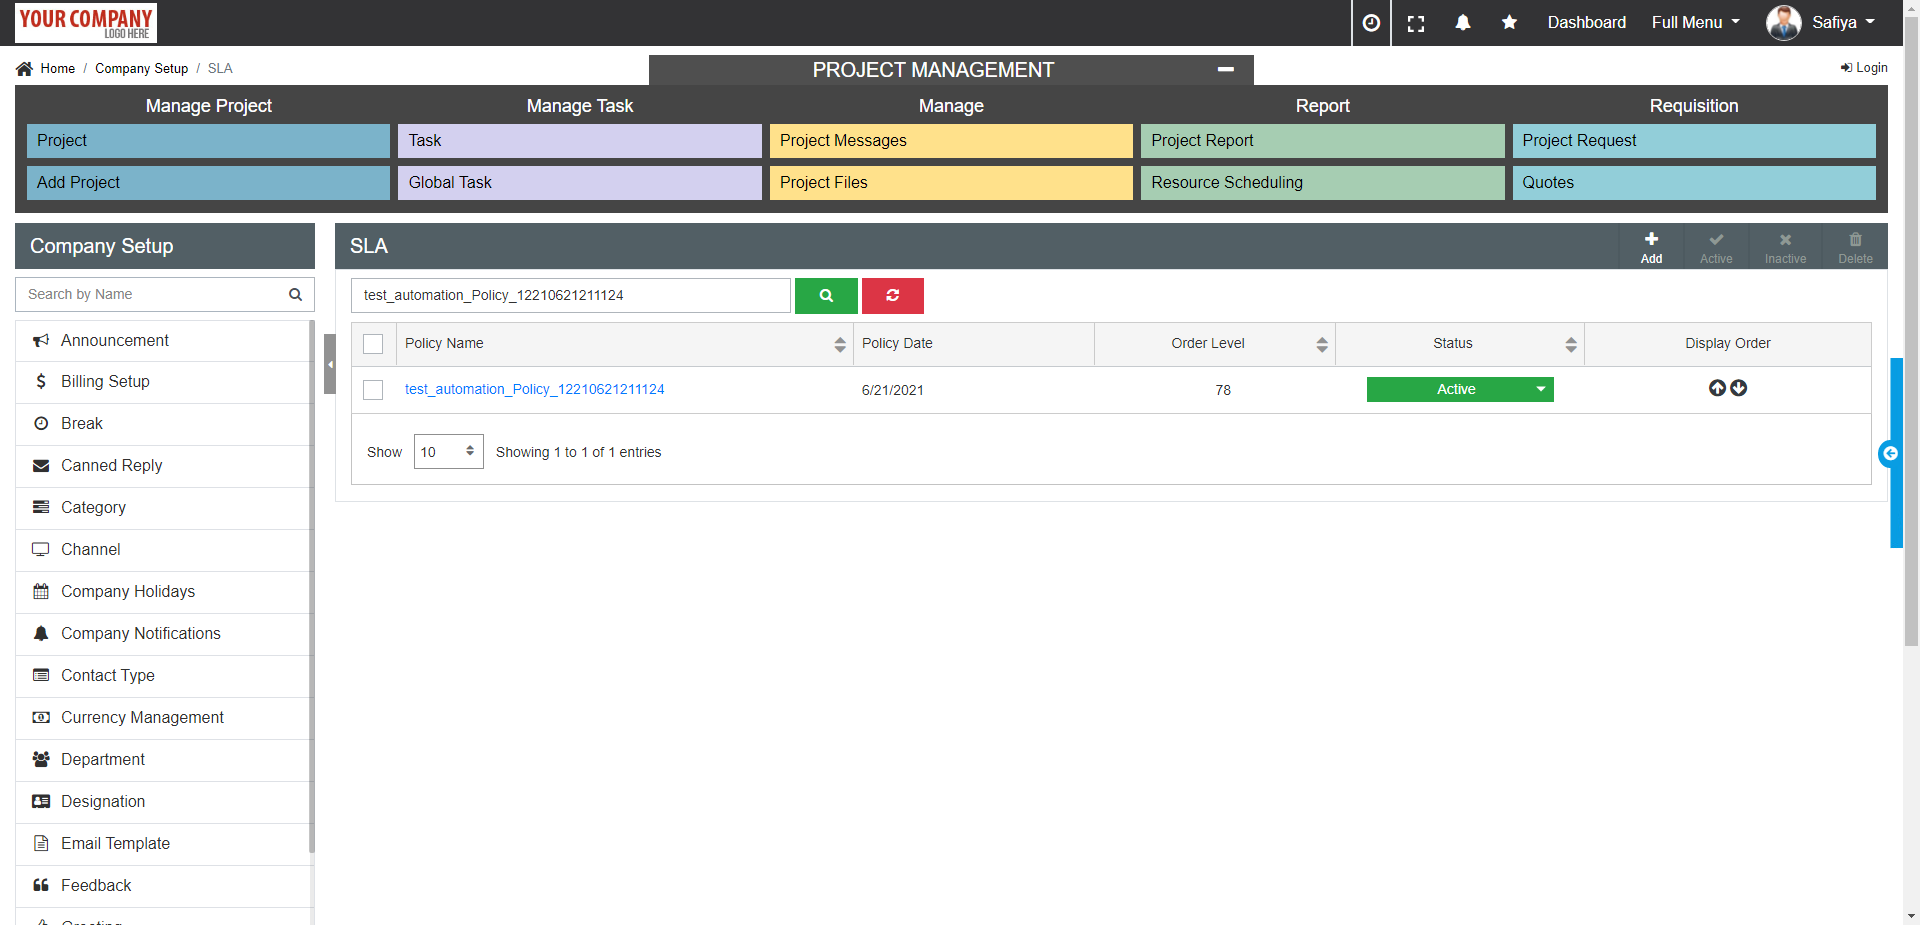 YOUR COMPANY
LOGO HERE
Dashboard
Full Menu
Safiya
Home / Company Setup / SLA
PROJECT MANAGEMENT
Login
Manage Project
Manage Task
Manage
Report
Requisition
Project
Task
Project Messages
Project Report
Project Request
Add Project
Global Task
Project Files
Resource Scheduling
Quotes
Company Setup
SLA
Add
Active
Inactive
Delete
Search by Name
test_automation_Policy_12210621211124
Announcement
Billing Setup
Break
Canned Reply
Category
Channel
Company Holidays
Company Notifications
Contact Type
Currency Management
Department
Designation
Email Template
Feedback
Policy Name
Policy Date
Order Level
Status
Display Order
test_automation_Policy_12210621211124
6/21/2021
78
Active
Show 10 Showing 1 to 1 of 1 entries